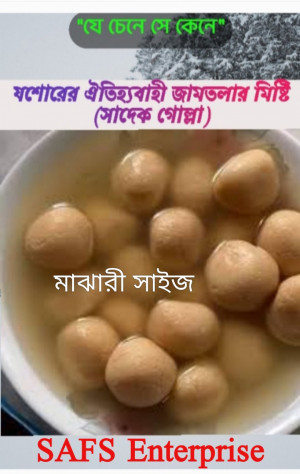 "যে চেনে সে কেনে"
যশোরের ঐতিহ্যবাহী জামতলার মিষ্টি
(সাদেক গোল্লা)
মাঝারী সাইজ
SAFS Enterprise